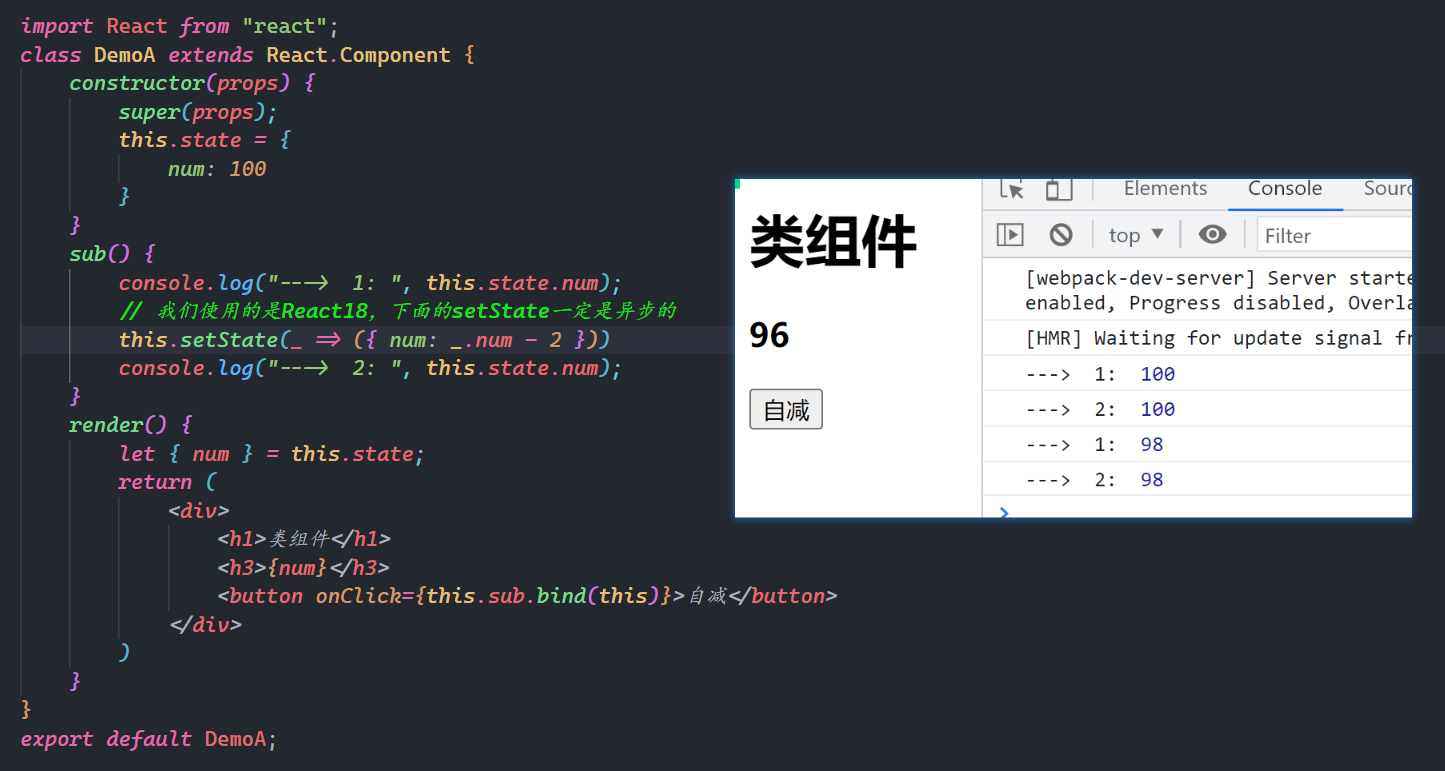 import React from "react";
class DemoA extends React.Component {
constructor(props) {
super(props);
this.state = {
num: 100
}
}
sub() {
console.log("---> 1: ", this.state.num);
// 我们使用的是React18, 下面的setState一定是异步的
this.setState(_ => ({ num: _.num - 2 }))
console.log("---> 2: ", this.state.num);
}
render() {
let { num } = this.state;
return (
<div>
<h1>类组件</h1>
<h3>{num}</h3>
<button onClick={this.sub.bind(this)}>自减</button>
</div>
)
}
}
export default DemoA;
类组件
96
自减
Elements Console Sourc
top ▼ Filter
[webpack-dev-server] Server starte
enabled, Progress disabled, Overla
[HMR] Waiting for update signal fr
---> 1: 100
---> 2: 100
---> 1: 98
---> 2: 98
>